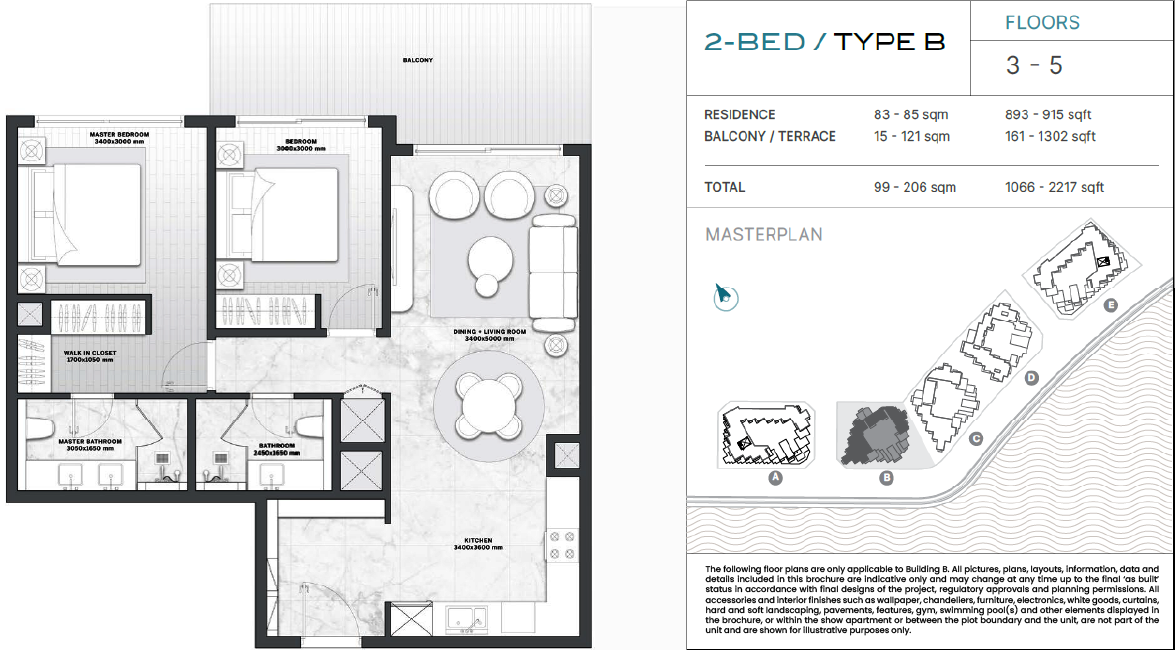 BALCONY
MASTER BEDROOM
3400x3000 mm
BEDROOM
3000x3000 mm
DINING + LIVING ROOM
3400x5000 mm
WALK IN CLOSET
1700x1050 mm
MASTER BATHROOM
3050x1650 mm
BATHROOM
2450x1650 mm
KITCHEN
3400x3600 mm
2-BED / TYPE B
FLOORS
3 - 5
RESIDENCE 83 - 85 sqm 893 - 915 sqft
BALCONY / TERRACE 15 - 121 sqm 161 - 1302 sqft
TOTAL 99 - 206 sqm 1066 - 2217 sqft
MASTERPLAN
E
D
C
A
B
The following floor plans are only applicable to Building B. All pictures, plans, layouts, information, data and
details included in this brochure are indicative only and may change at any time up to the final ‘as built’
status in accordance with final designs of the project, regulatory approvals and planning permissions. All
accessories and interior finishes such as wallpaper, chandeliers, furniture, electronics, white goods, curtains,
hard and soft landscaping, pavements, features, gym, swimming pool(s) and other elements displayed in
the brochure, or within the show apartment or between the plot boundary and the unit, are not part of the
unit and are shown for illustrative purposes only.